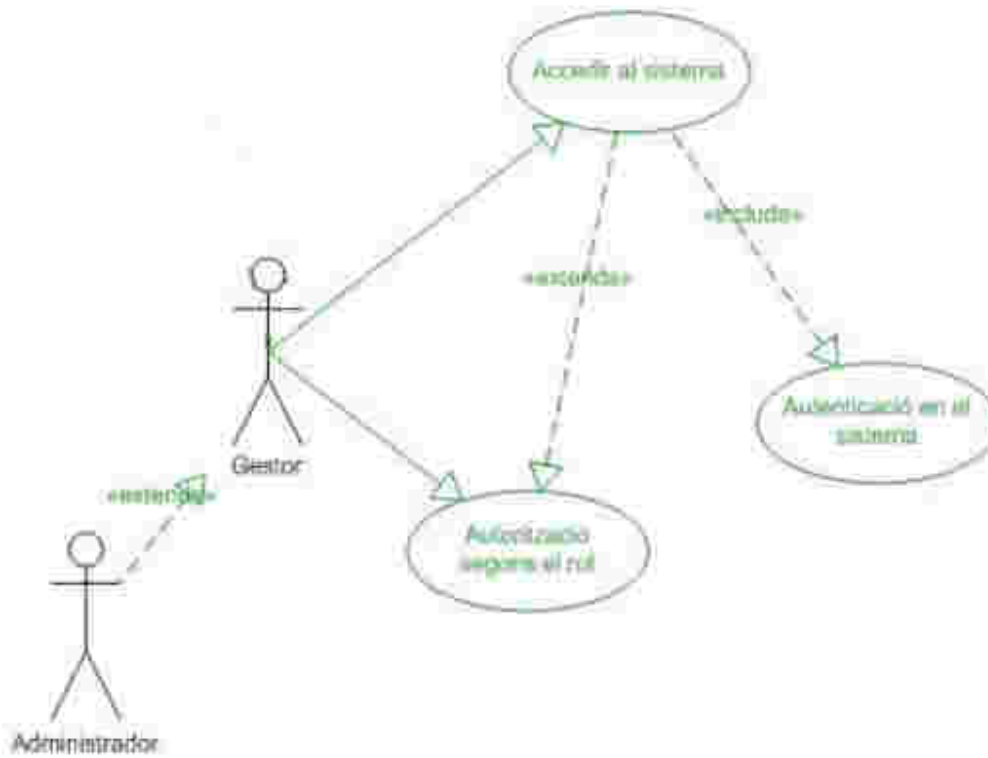 Accedir al sistema
«include»
«extends»
Autenticació en el
sistema
Gestor
«extends»
Autorització
segons el rol
Administrador